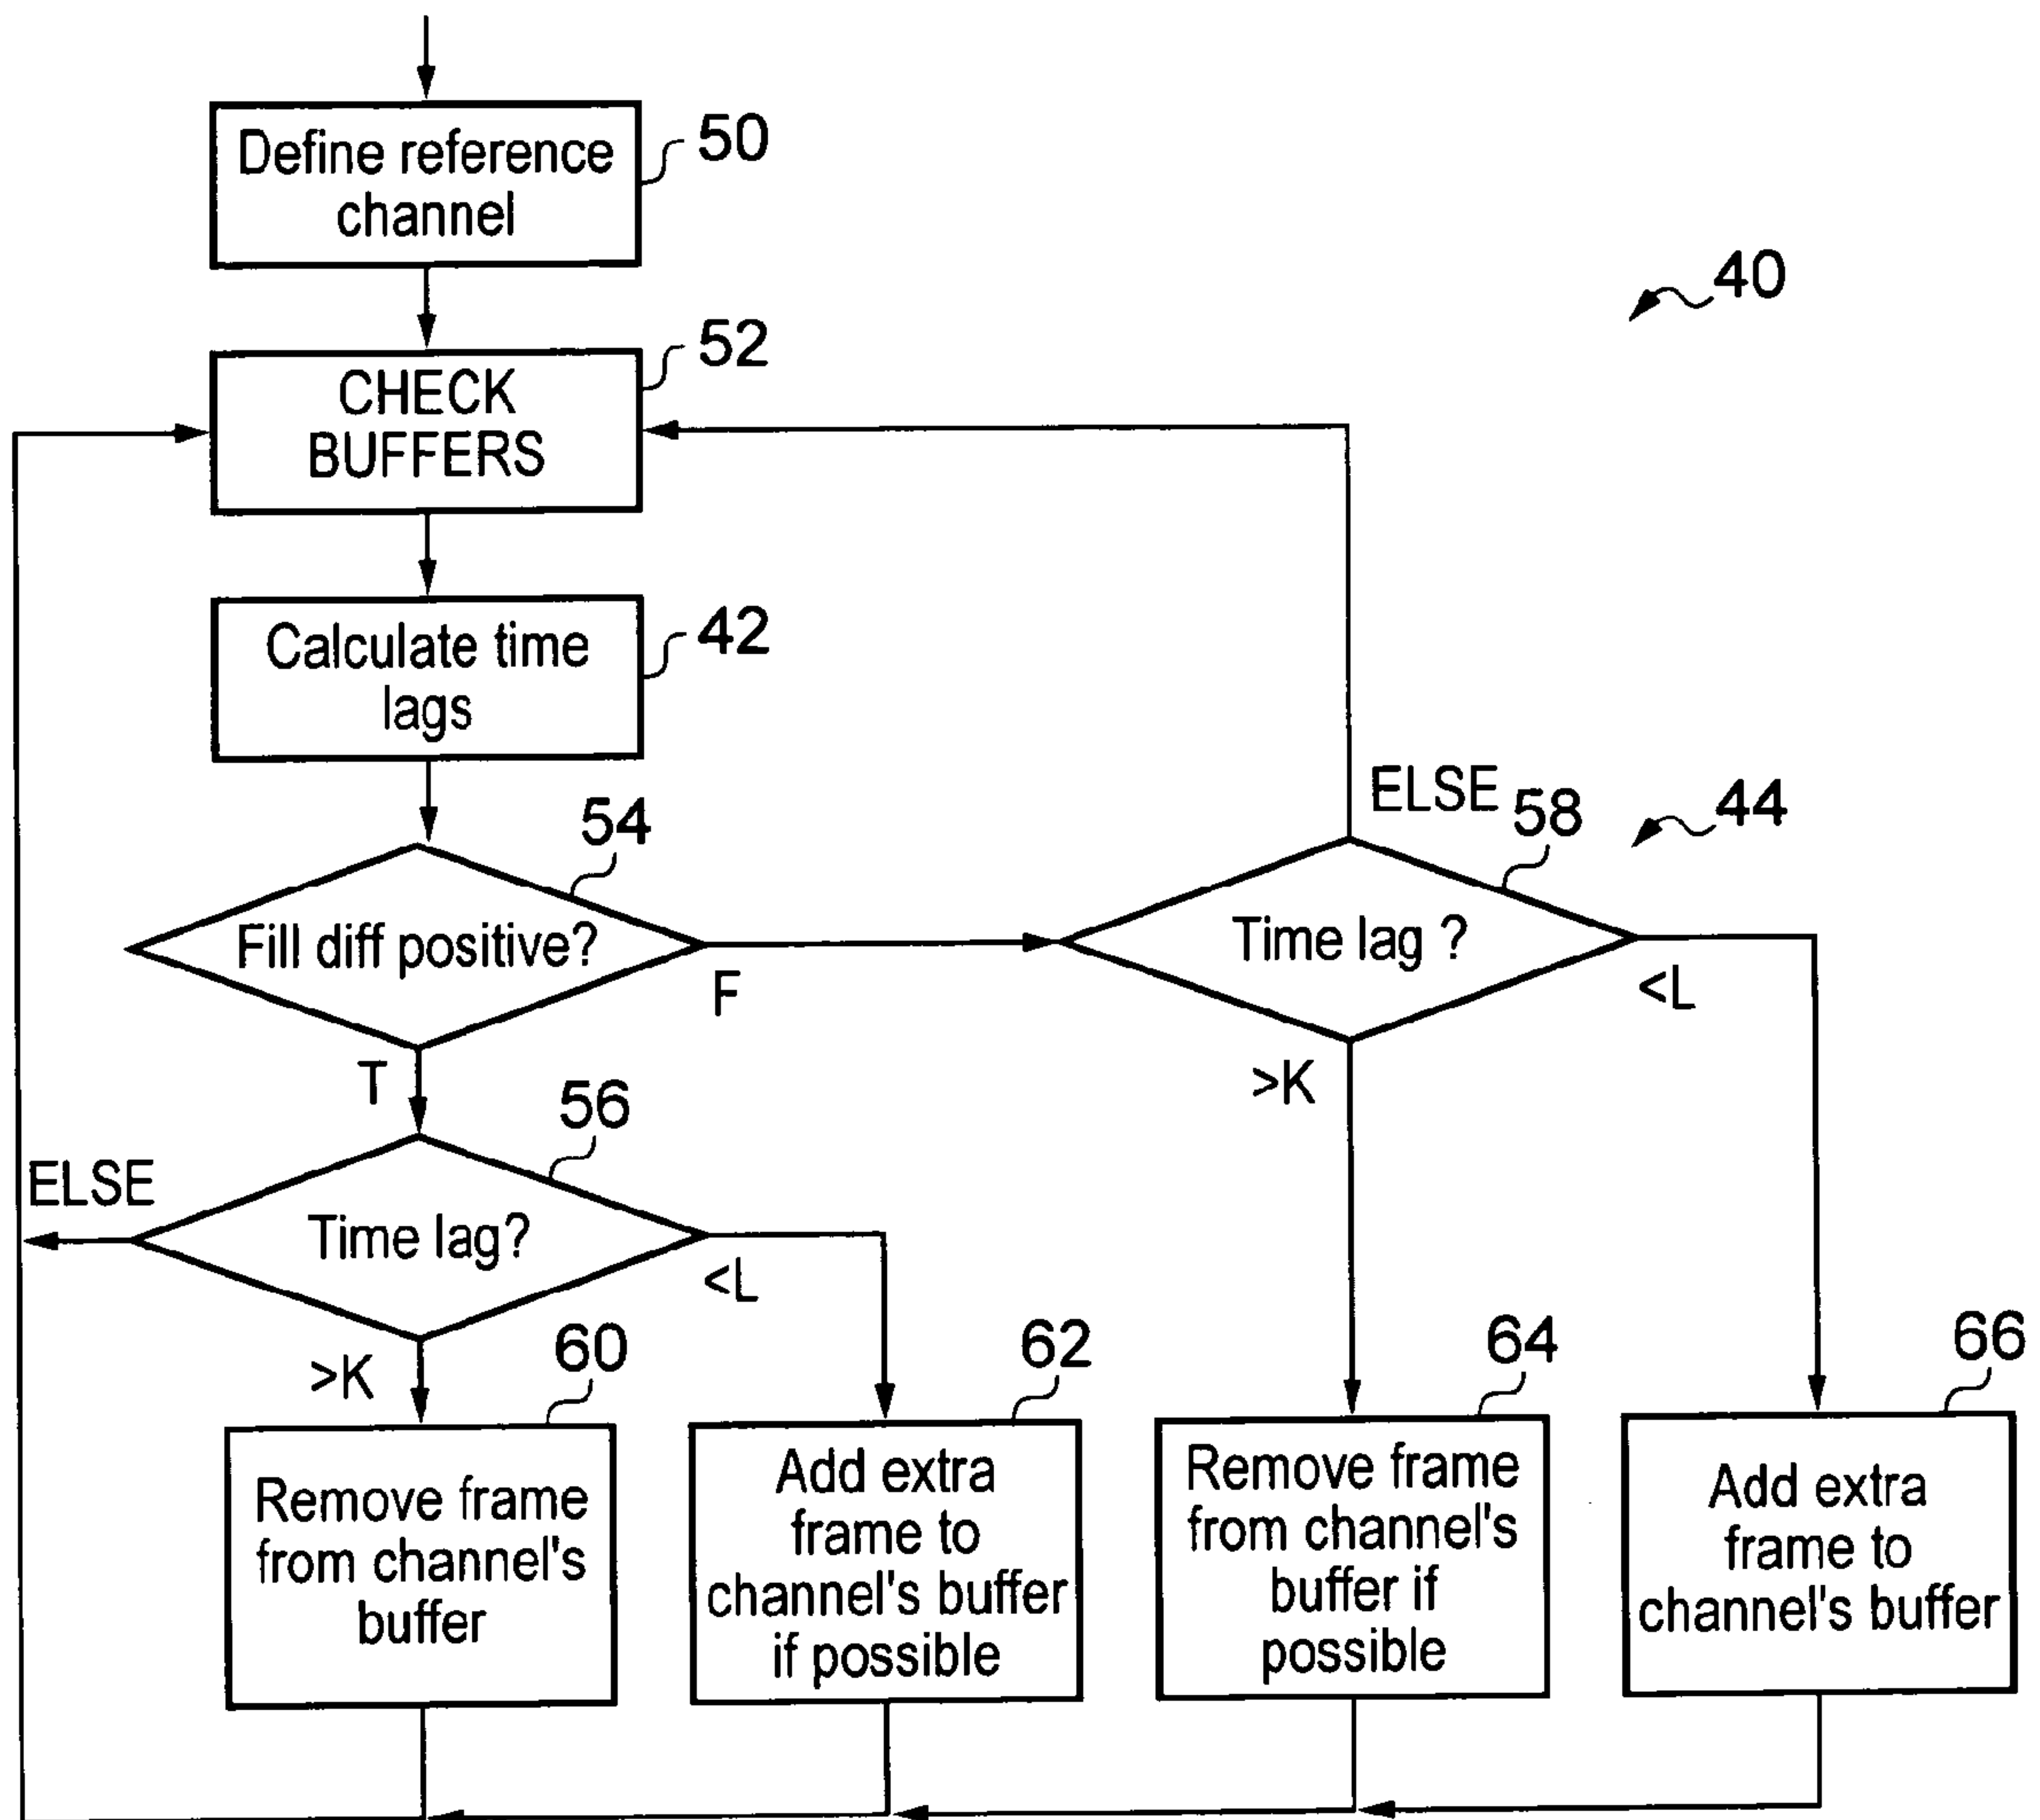 50
Define reference
channel
40
52
CHECK
BUFFERS
42
Calculate time
lags
ELSE
58
44
54
Fill diff positive?
F
Time lag ?
<L
T
>K
56
ELSE
Time lag?
<L
>K
60
62
64
66
Remove frame
from channel's
buffer
Add extra
frame to
channel's buffer
if possible
Remove frame
from channel's
buffer if
possible
Add extra
frame to
channel's buffer